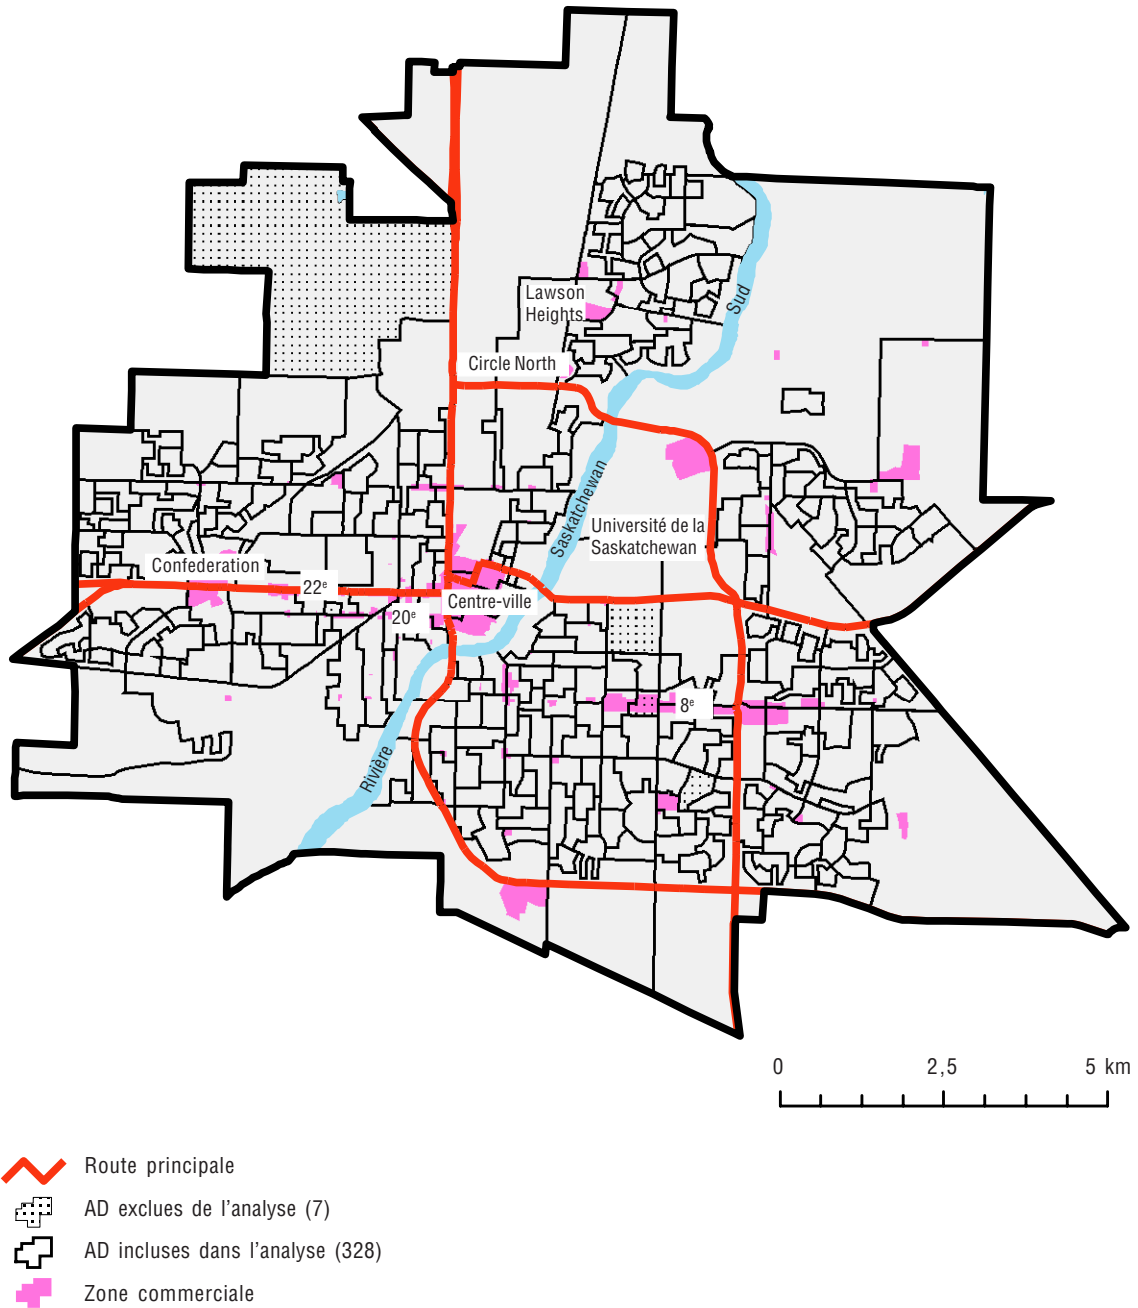 Lawson
Heights
Sud
Circle North
Saskatchewan
Université de la
Saskatchewan
Confederation
22e
Centre-ville
20e
8e
Rivière
0 2,5 5 km
Route principale
AD exclues de l'analyse (7)
AD incluses dans l'analyse (328)
Zone commerciale